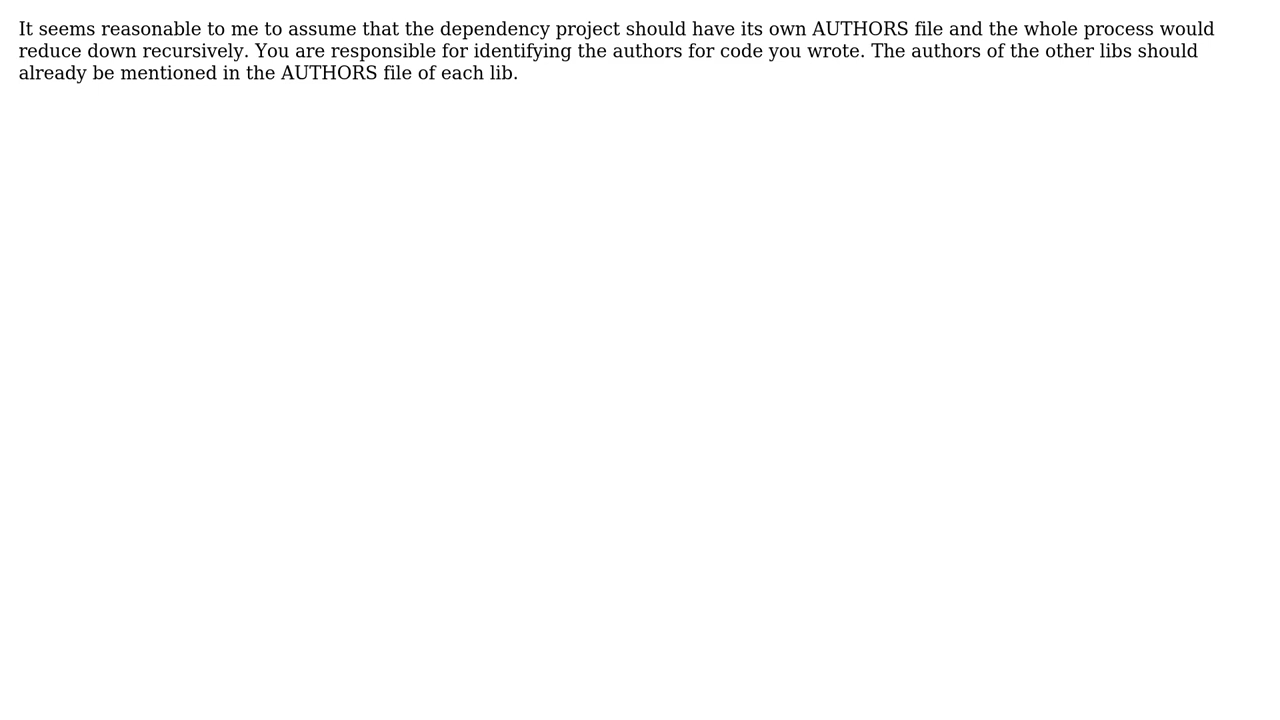 It seems reasonable to me to assume that the dependency project should have its own AUTHORS file and the whole process would
reduce down recursively. You are responsible for identifying the authors for code you wrote. The authors of the other libs should
already be mentioned in the AUTHORS file of each lib.